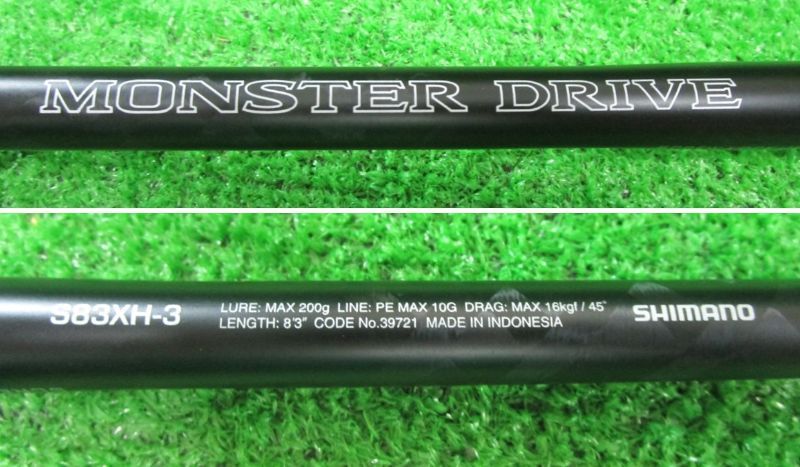 MONSTER DRIVE
S83XH-3
LURE: MAX 200g LINE: PE MAX 10G DRAG: MAX 16kgf / 45°
LENGTH: 8'3" CODE No.39721 MADE IN INDONESIA
SHIMANO